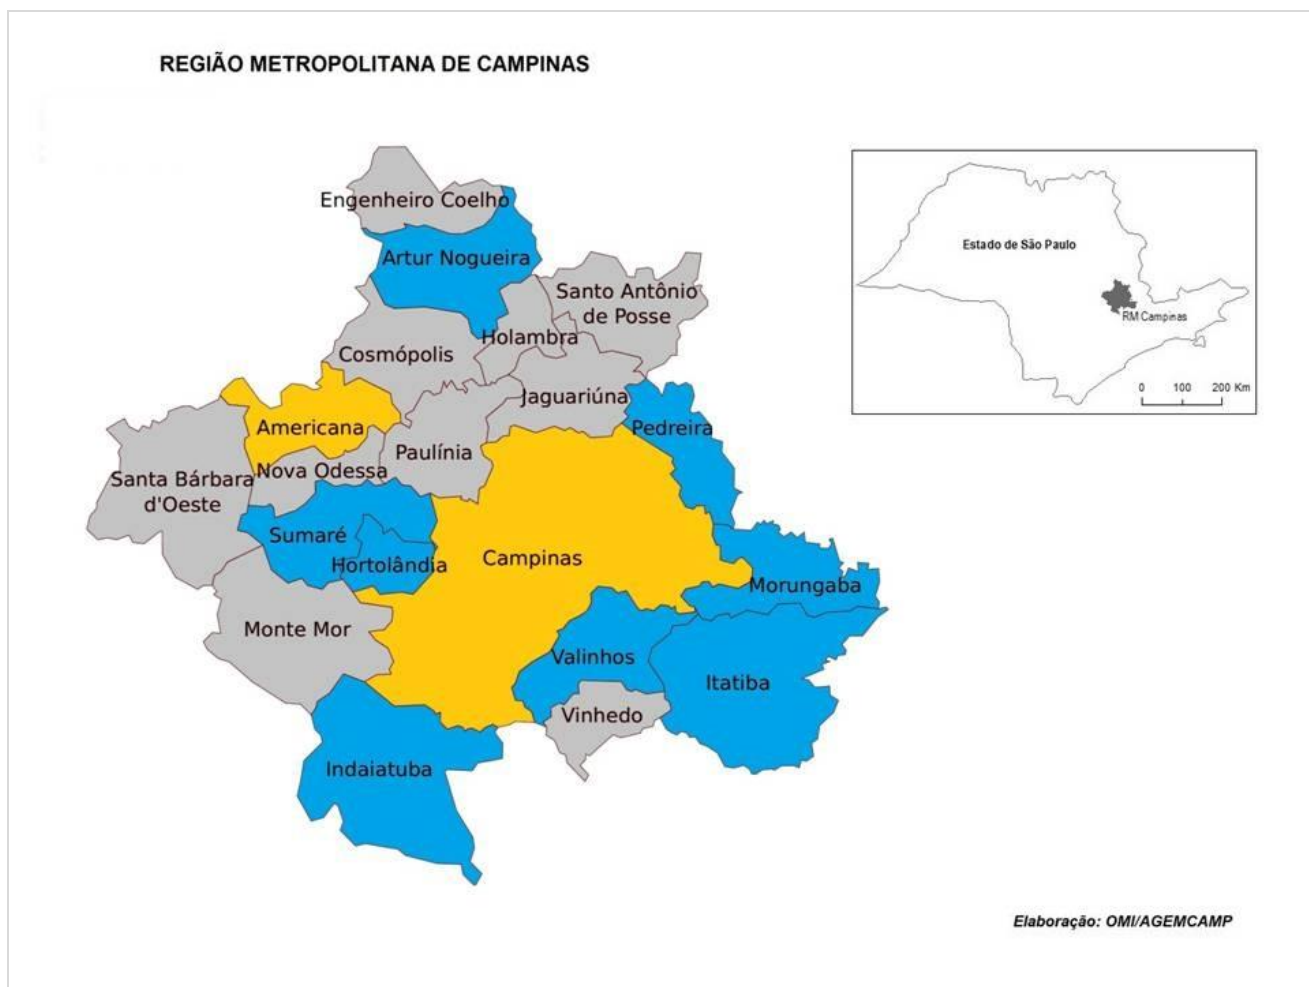 REGIÃO METROPOLITANA DE CAMPINAS
Engenheiro Coelho
Artur Nogueira
Santo Antônio
de Posse
Holambra
Cosmópolis
Jaguariúna
Americana
Pedreira
Paulínia
Nova Odessa
Santa Bárbara
d'Oeste
Sumaré
Hortolândia
Campinas
Morungaba
Monte Mor
Valinhos
Itatiba
Vinhedo
Indaiatuba
Estado de São Paulo
RM Campinas
0 100 200 Km
Elaboração: OMI/AGEMCAMP